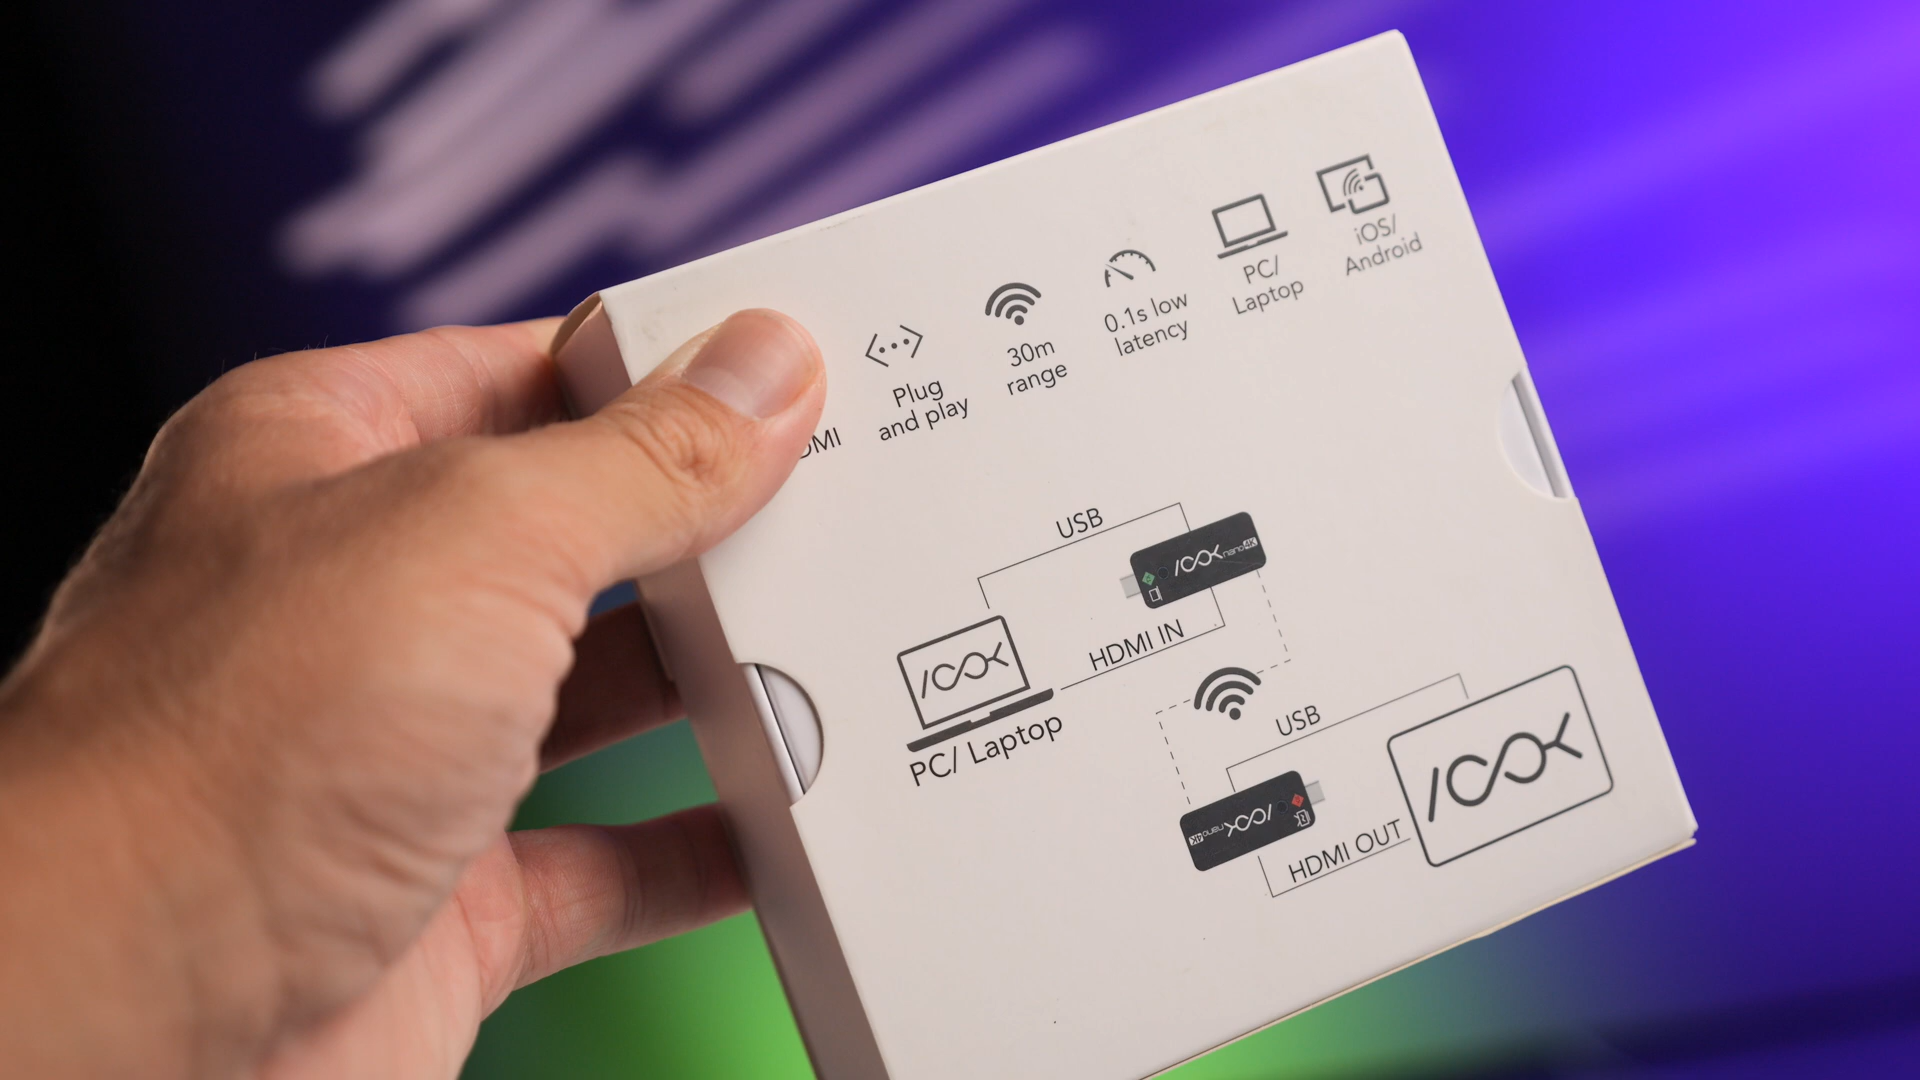 DMI
Plug
and play
30m
range
0.1s low
latency
PC/
Laptop
iOS/
Android
USB
nano 4K
HDMI IN
PC/ Laptop
USB
nano 4K
HDMI OUT